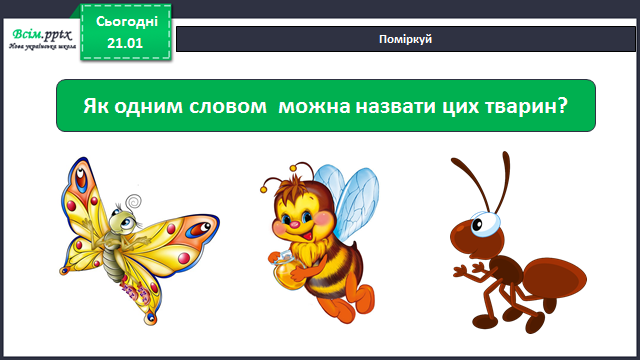 Всім.pptx
Нова українська школа
Сьогодні
21.01
Поміркуй
Як одним словом можна назвати цих тварин?